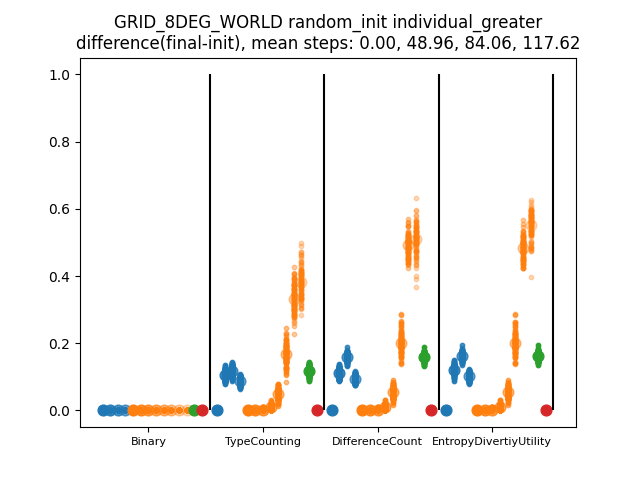 GRID_8DEG_WORLD random_init individual_greater
difference(final-init), mean steps: 0.00, 48.96, 84.06, 117.62
1.0
0.8
0.6
0.4
0.2
0.0
Binary TypeCounting DifferenceCount EntropyDivertiyUtility